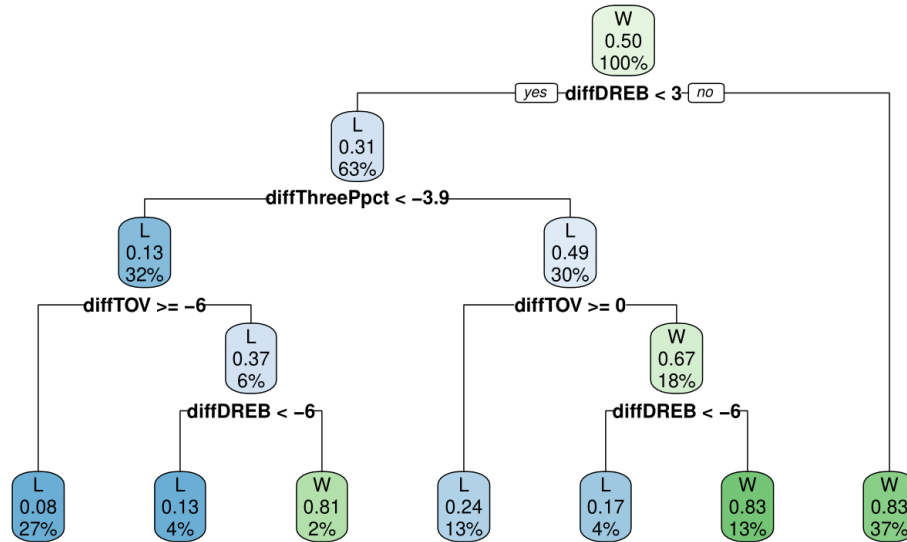 W
0.50
100%
yes diffDREB < 3 no
L
0.31
63%
diffThreePpct < −3.9
L
0.13
32%
L
0.49
30%
diffTOV >= −6
diffTOV >= 0
L
0.37
6%
W
0.67
18%
diffDREB < −6
diffDREB < −6
L
0.08
27%
L
0.13
4%
W
0.81
2%
L
0.24
13%
L
0.17
4%
W
0.83
13%
W
0.83
37%